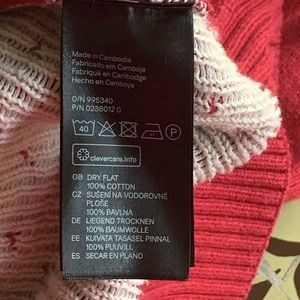 Made in Cambodia
Fabricado em Camboja
Fabriqué en Cambodge
Hecho en Camboya
O/N 995340
P/N 0238012 0
40
P
clevercare.info
GB DRY FLAT
100% COTTON
CZ SUŠENÍ NA VODOROVNÉ
PLOŠE
100% BAVLNA
DE LIEGEND TROCKNEN
100% BAUMWOLLE
EE KUIVATA TASASEL PINNAL
100% PUUVILL
ES SECAR EN PLANO